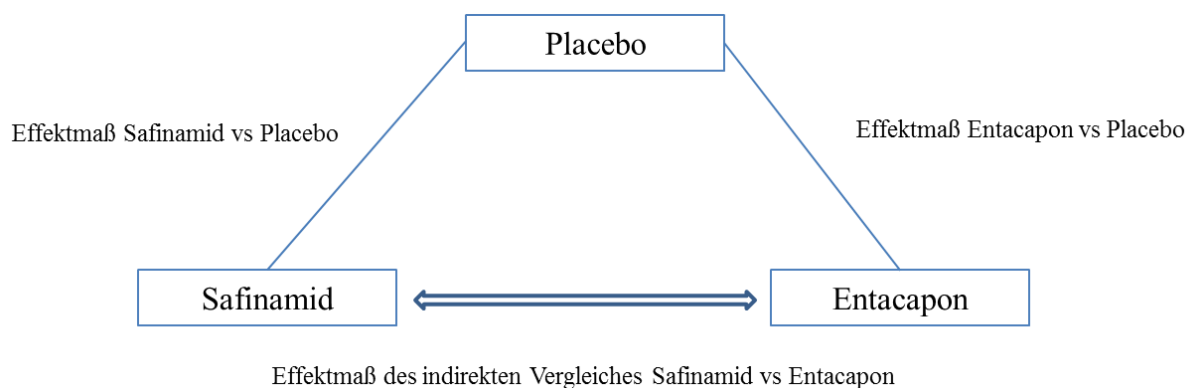 Placebo
Effektmaß Safinamid vs Placebo
Effektmaß Entacapon vs Placebo
Safinamid
Entacapon
Effektmaß des indirekten Vergleiches Safinamid vs Entacapon